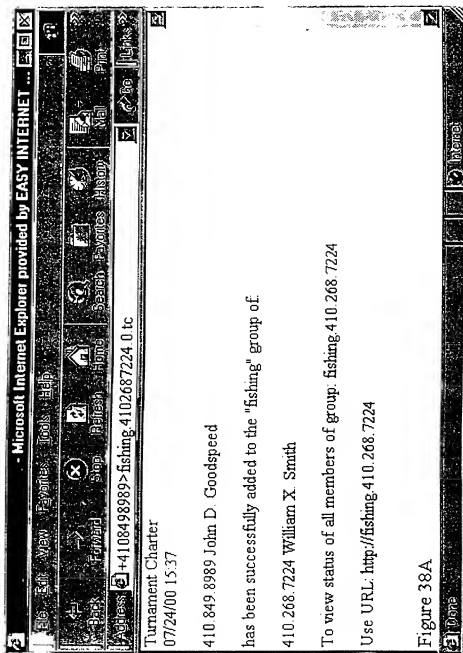 - Microsoft Internet Explorer provided by EASY INTERNET ...
File Edit View Favorites Tools Help
Back Forward Stop Refresh Home Search Favorites History Mail Print
Address +4108498989>fishing.4102687224.0.tc Go Links
Turnament Charter
07/24/00 15:37
410.849.8989 John D. Goodspeed
has been successfully added to the "fishing" group of:
410.268.7224 William X. Smith
To view status of all members of group: fishing.410.268.7224
Use URL: http://fishing.410.268.7224
Figure 38A
Done Internet